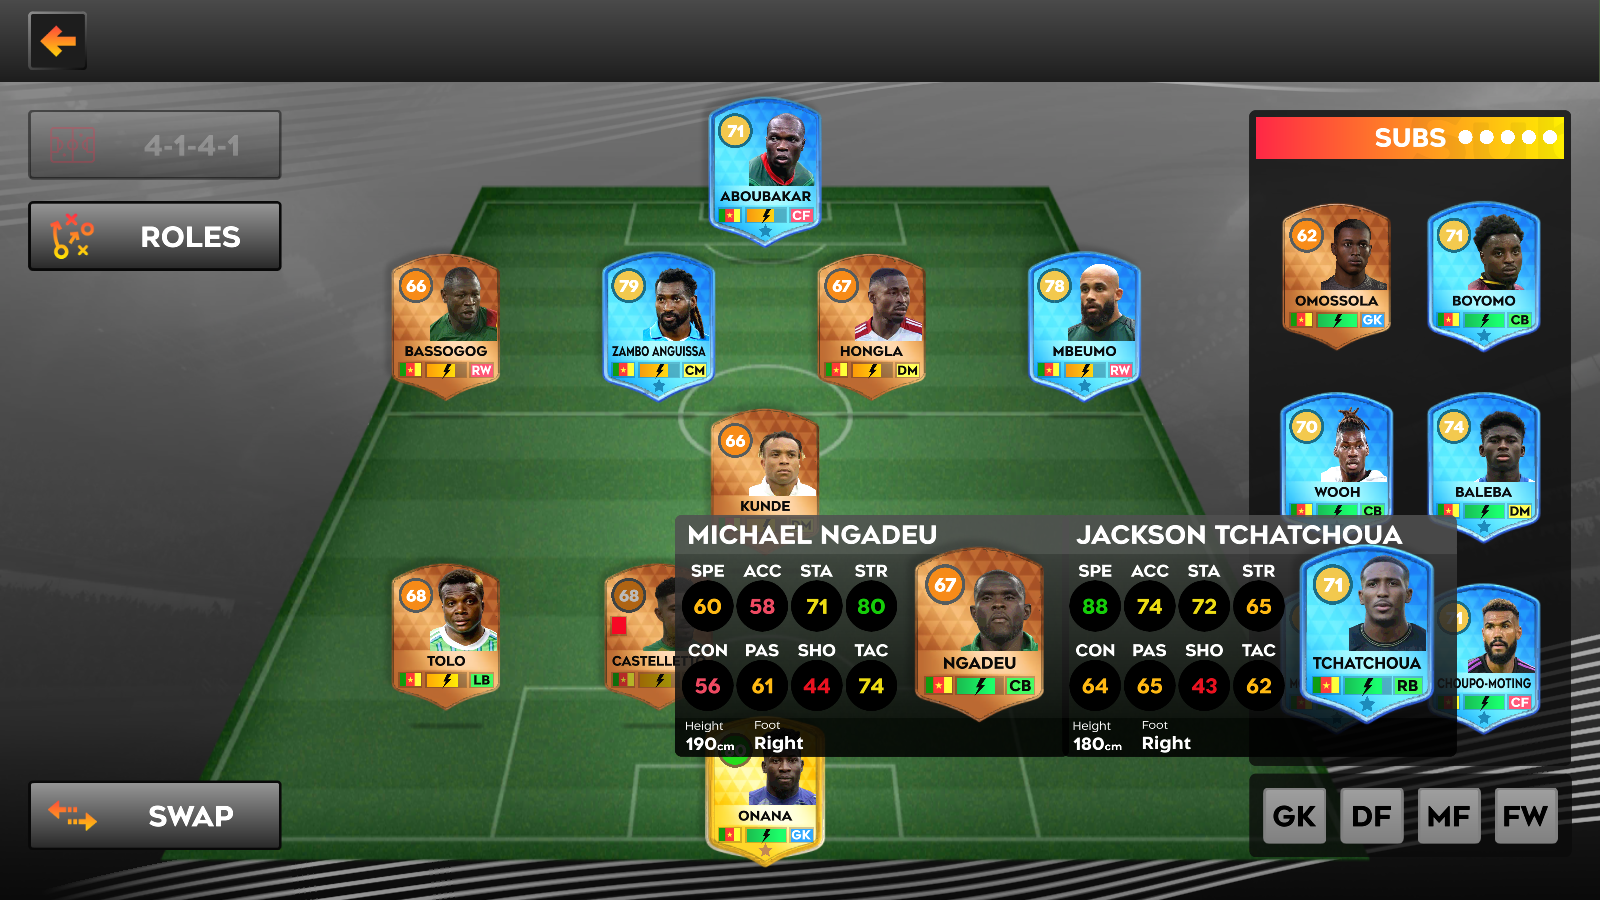 4-1-4-1
ROLES
SWAP
SUBS
71
ABOUBAKAR
CF
66
BASSOGOG
RW
79
ZAMBO ANGUISSA
CM
67
HONGLA
DM
78
MBEUMO
RW
66
KUNDE
DM
68
TOLO
LB
68
CASTELLETTO
ONANA
GK
62
OMOSSOLA
GK
71
BOYOMO
CB
70
WOOH
CB
74
BALEBA
DM
CHOUPO-MOTING
CF
MICHAEL NGADEU
SPE ACC STA STR
60 58 71 80
CON PAS SHO TAC
56 61 44 74
Height Foot
190cm Right
67
NGADEU
CB
JACKSON TCHATCHOUA
SPE ACC STA STR
88 74 72 65
CON PAS SHO TAC
64 65 43 62
Height Foot
180cm Right
71
TCHATCHOUA
RB
GK DF MF FW